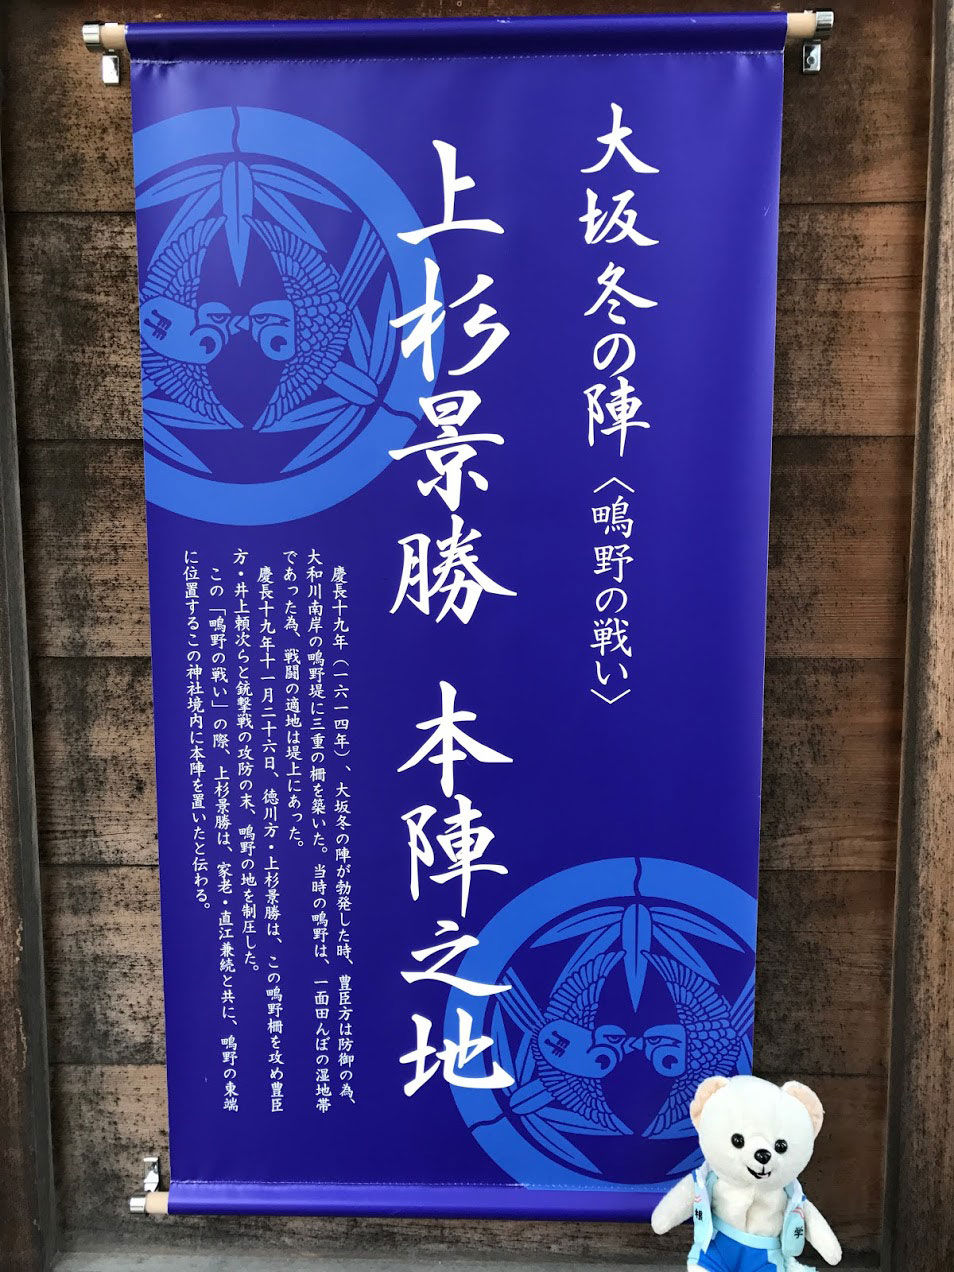 大坂冬の陣〈鴫野の戦い〉
上杉景勝 本陣之地
慶長十九年（一六一四年）、大坂冬の陣が勃発した時、豊臣方は防御の為、
大和川南岸の鴫野堤に三重の柵を築いた。当時の鴫野は、一面田んぼの湿地帯
であった為、戦闘の適地は堤上にあった。
慶長十九年十一月二十六日、徳川方・上杉景勝は、この鴫野柵を攻め豊臣
方・井上頼次らと銃撃戦の攻防の末、鴫野の地を制圧した。
この「鴫野の戦い」の際、上杉景勝は、家老・直江兼続と共に、鴫野の東端
に位置するこの神社境内に本陣を置いたと伝わる。
学